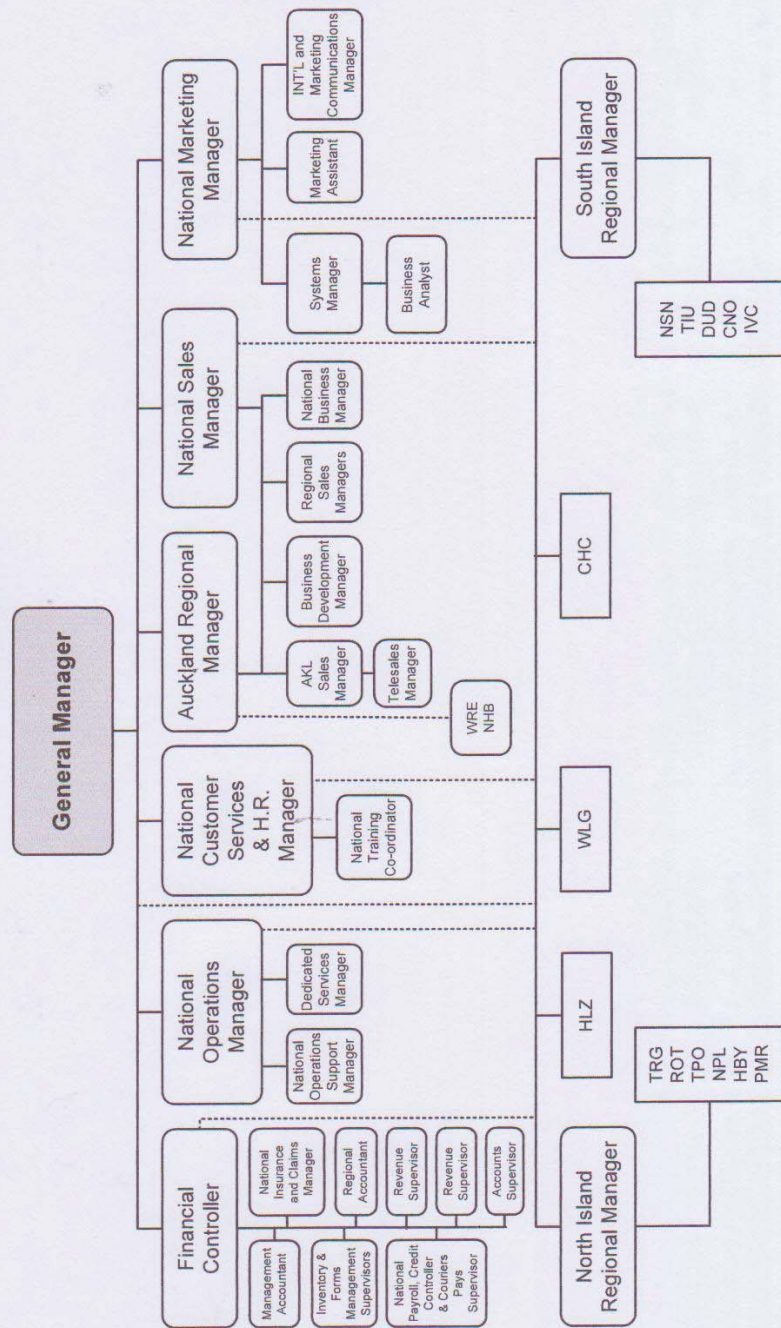 General Manager
Financial
Controller
National
Operations
Manager
National
Customer
Services
& H.R.
Manager
Auckland Regional
Manager
National Sales
Manager
National Marketing
Manager
Management
Accountant
National
Insurance
and Claims
Manager
Inventory &
Forms
Management
Supervisors
Regional
Accountant
National
Payroll, Credit
Controller
& Couriers
Pays
Supervisor
Revenue
Supervisor
Revenue
Supervisor
Accounts
Supervisor
National
Operations
Support
Manager
Dedicated
Services
Manager
National
Training
Co-ordinator
AKL
Sales
Manager
Telesales
Manager
Business
Development
Manager
Regional
Sales
Managers
National
Business
Manager
Systems
Manager
Business
Analyst
Marketing
Assistant
INT'L and
Marketing
Communications
Manager
WRE
NHB
North Island
Regional Manager
HLZ
WLG
CHC
South Island
Regional Manager
TRG
ROT
TPO
NPL
HBY
PMR
NSN
TIU
DUD
CNO
IVC